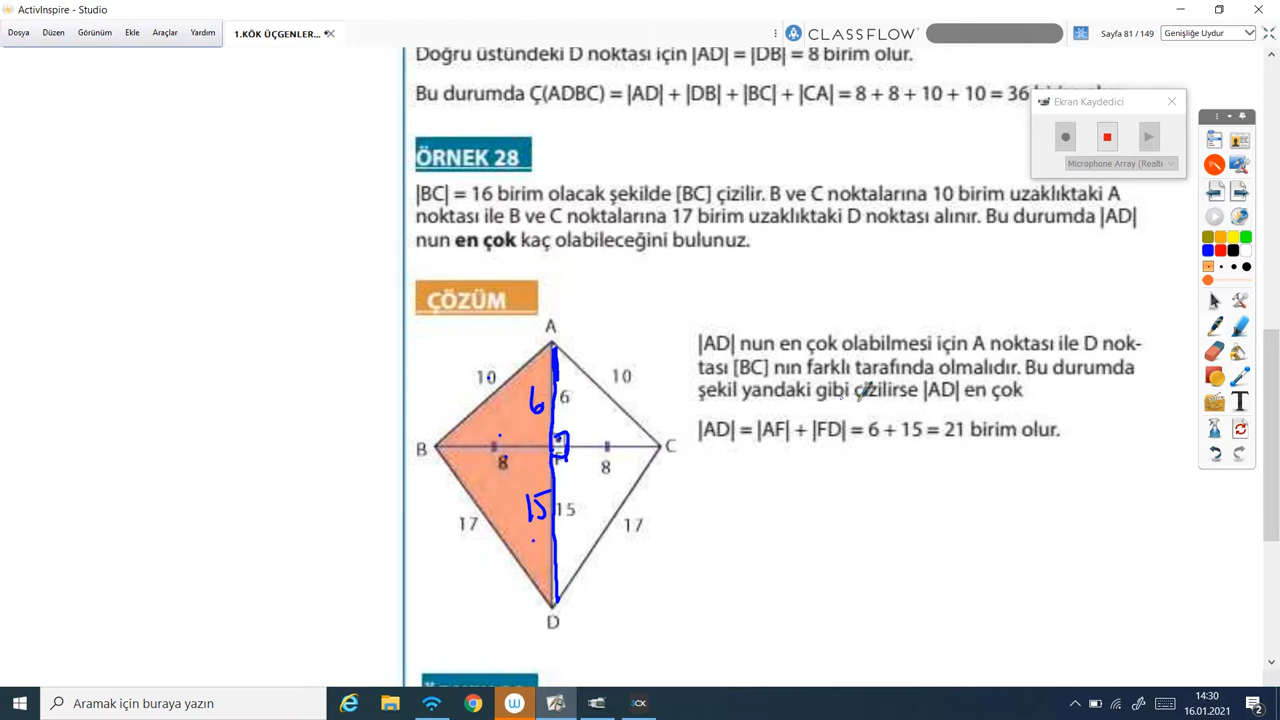 ActivInspire - Studio
Dosya Düzen Görünüm Ekle Araçlar Yardım
1.KÖK ÜÇGENLER...
CLASSFLOW
Sayfa 81 / 149
Genişliğe Uydur
Doğru üstündeki D noktası için |AD| = |DB| = 8 birim olur.
Bu durumda Ç(ADBC) = |AD| + |DB| + |BC| + |CA| = 8 + 8 + 10 + 10 = 36
Ekran Kaydedici
Microphone Array (Realt
ÖRNEK 28
|BC| = 16 birim olacak şekilde [BC] çizilir. B ve C noktalarına 10 birim uzaklıktaki A
noktası ile B ve C noktalarına 17 birim uzaklıktaki D noktası alınır. Bu durumda |AD|
nun en çok kaç olabileceğini bulunuz.
ÇÖZÜM
|AD| nun en çok olabilmesi için A noktası ile D nok-
tası [BC] nın farklı tarafında olmalıdır. Bu durumda
şekil yandaki gibi çizilirse |AD| en çok
|AD| = |AF| + |FD| = 6 + 15 = 21 birim olur.
A
10
10
6
6
B
C
8
8
15
15
17
17
D
Aramak için buraya yazın
14:30
16.01.2021
2